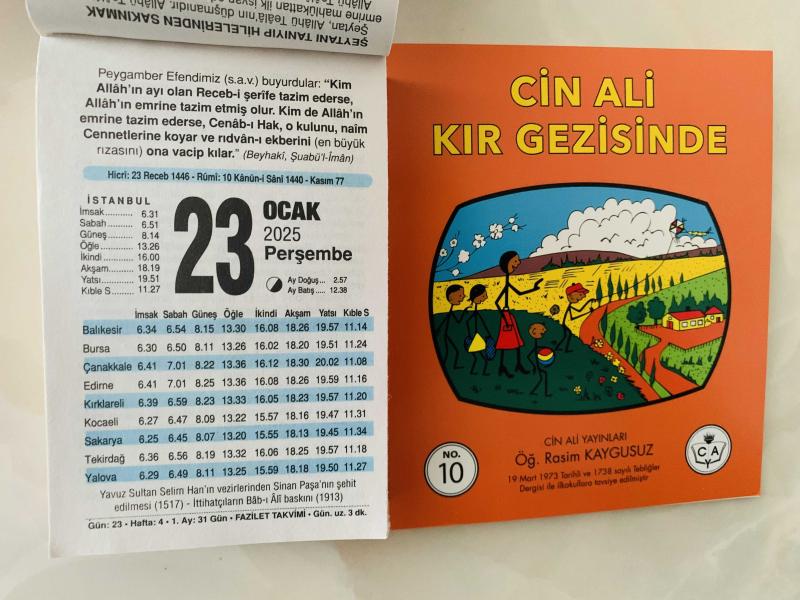 ŞEYTANI TANIYIP HİLELERİNDEN SAKINMAK
Şeytan, Allâhü Teâlâ'nın düşmanıdır. Allâhü
Peygamber Efendimiz (s.a.v.) buyurdular: “Kim
Allâh'ın ayı olan Receb-i şerîfe tazim ederse,
Allâh'ın emrine tazim etmiş olur. Kim de Allâh'ın
emrine tazim ederse, Cenâb-ı Hak, o kulunu, naîm
Cennetlerine koyar ve rıdvân-ı ekberini (en büyük
rızasını) ona vacip kılar.” (Beyhakî, Şuabü'l-Îmân)
Hicrî: 23 Receb 1446 - Rûmî: 10 Kânûn-i Sânî 1440 - Kasım 77
İSTANBUL
İmsak........... 6.31
Sabah ......... 6.51
Güneş......... 8.14
Öğle ........... 13.26
İkindi .......... 16.00
Akşam........ 18.19
Yatsı........... 19.51
Kıble S ....... 11.27
23
OCAK
2025
Perşembe
Ay Doğuş... 2.57
Ay Batış.... 12.38
İmsak Sabah Güneş Öğle İkindi Akşam Yatsı Kıble S
Balıkesir 6.34 6.54 8.15 13.30 16.08 18.26 19.57 11.14
Bursa 6.30 6.50 8.11 13.26 16.02 18.20 19.51 11.24
Çanakkale 6.41 7.01 8.22 13.36 16.12 18.30 20.02 11.08
Edirne 6.41 7.01 8.25 13.36 16.08 18.26 19.59 11.16
Kırklareli 6.39 6.59 8.23 13.33 16.05 18.23 19.57 11.20
Kocaeli 6.27 6.47 8.09 13.22 15.57 18.16 19.47 11.31
Sakarya 6.25 6.45 8.07 13.20 15.55 18.13 19.45 11.34
Tekirdağ 6.36 6.56 8.19 13.32 16.06 18.25 19.57 11.18
Yalova 6.29 6.49 8.11 13.25 15.59 18.18 19.50 11.27
Yavuz Sultan Selim Han'ın vezirlerinden Sinan Paşa'nın şehit
edilmesi (1517) - İttihatçıların Bâb-ı Âlî baskını (1913)
Gün: 23 • Hafta: 4 • 1. Ay: 31 Gün • FAZİLET TAKVİMİ • Gün. uz. 3 dk.
CİN ALİ
KIR GEZİSİNDE
CİN ALİ YAYINLARI
Öğ. Rasim KAYGUSUZ
19 Mart 1973 Tarihli ve 1738 sayılı Tebliğler
Dergisi ile ilkokullara tavsiye edilmiştir
NO.
10
C A
Y